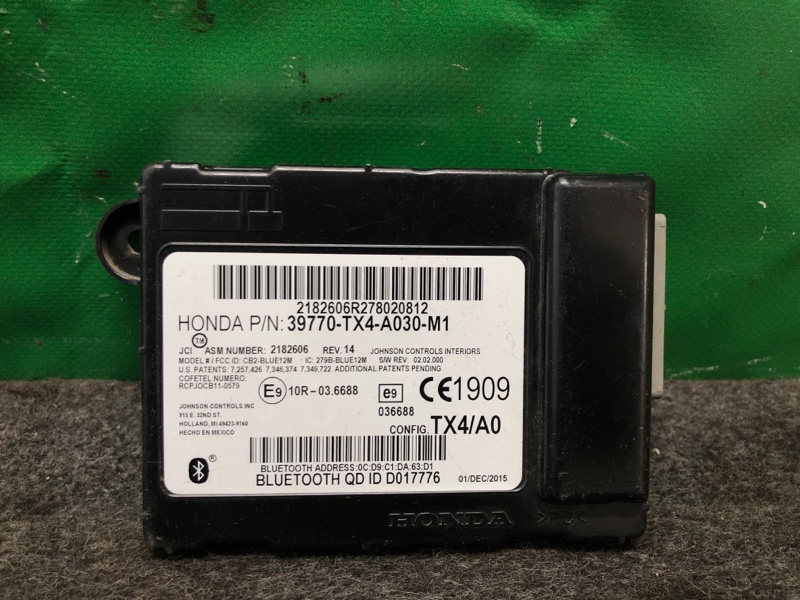 2182606R278020812
HONDA P/N: 39770-TX4-A030-M1
TM
JCI ASM NUMBER: 2182606 REV. 14 JOHNSON CONTROLS INTERIORS
MODEL # / FCC ID: CB2-BLUE12M IC: 279B-BLUE12M S/W REV: 02.02.000
U.S. PATENTS: 7,257,426 7,346,374 7,349,722 ADDITIONAL PATENTS PENDING
COFETEL NUMBER:
RCPJOCB11-0579
E9 10R-03.6688 e9 CE1909
036688
JOHNSON CONTROLS INC
915 E. 32ND ST.
HOLLAND, MI 49423-9160
HECHO EN MEXICO
CONFIG. TX4/A0
®
BLUETOOTH ADDRESS:0C:D9:C1:DA:63:D1
BLUETOOTH QD ID D017776 01/DEC/2015
HONDA